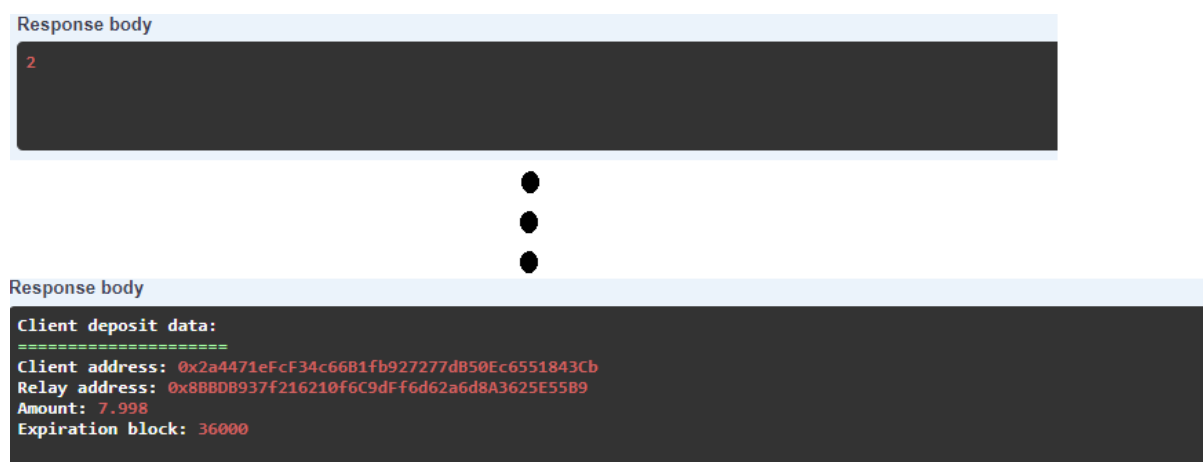 Response body
2
Response body
Client deposit data:
=====================
Client address: 0x2a4471eFcF34c66B1fb927277dB50Ec6551843Cb
Relay address: 0x8BBDB937f216210f6C9dFf6d62a6d8A3625E55B9
Amount: 7.998
Expiration block: 36000